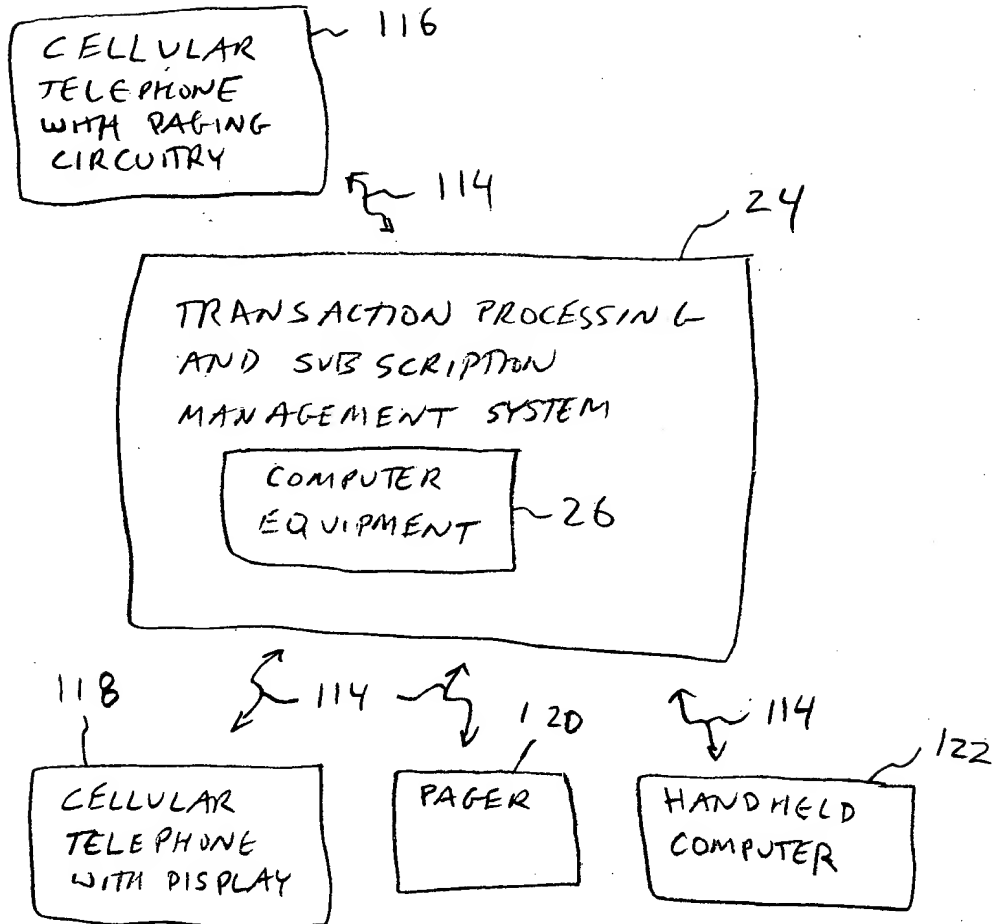 CELLULAR
TELEPHONE
WITH PAGING
CIRCUITRY
116
114
24
TRANSACTION PROCESSING
AND SUBSCRIPTION
MANAGEMENT SYSTEM
COMPUTER
EQUIPMENT
26
118
114
120
114
122
CELLULAR
TELEPHONE
WITH DISPLAY
PAGER
HANDHELD
COMPUTER